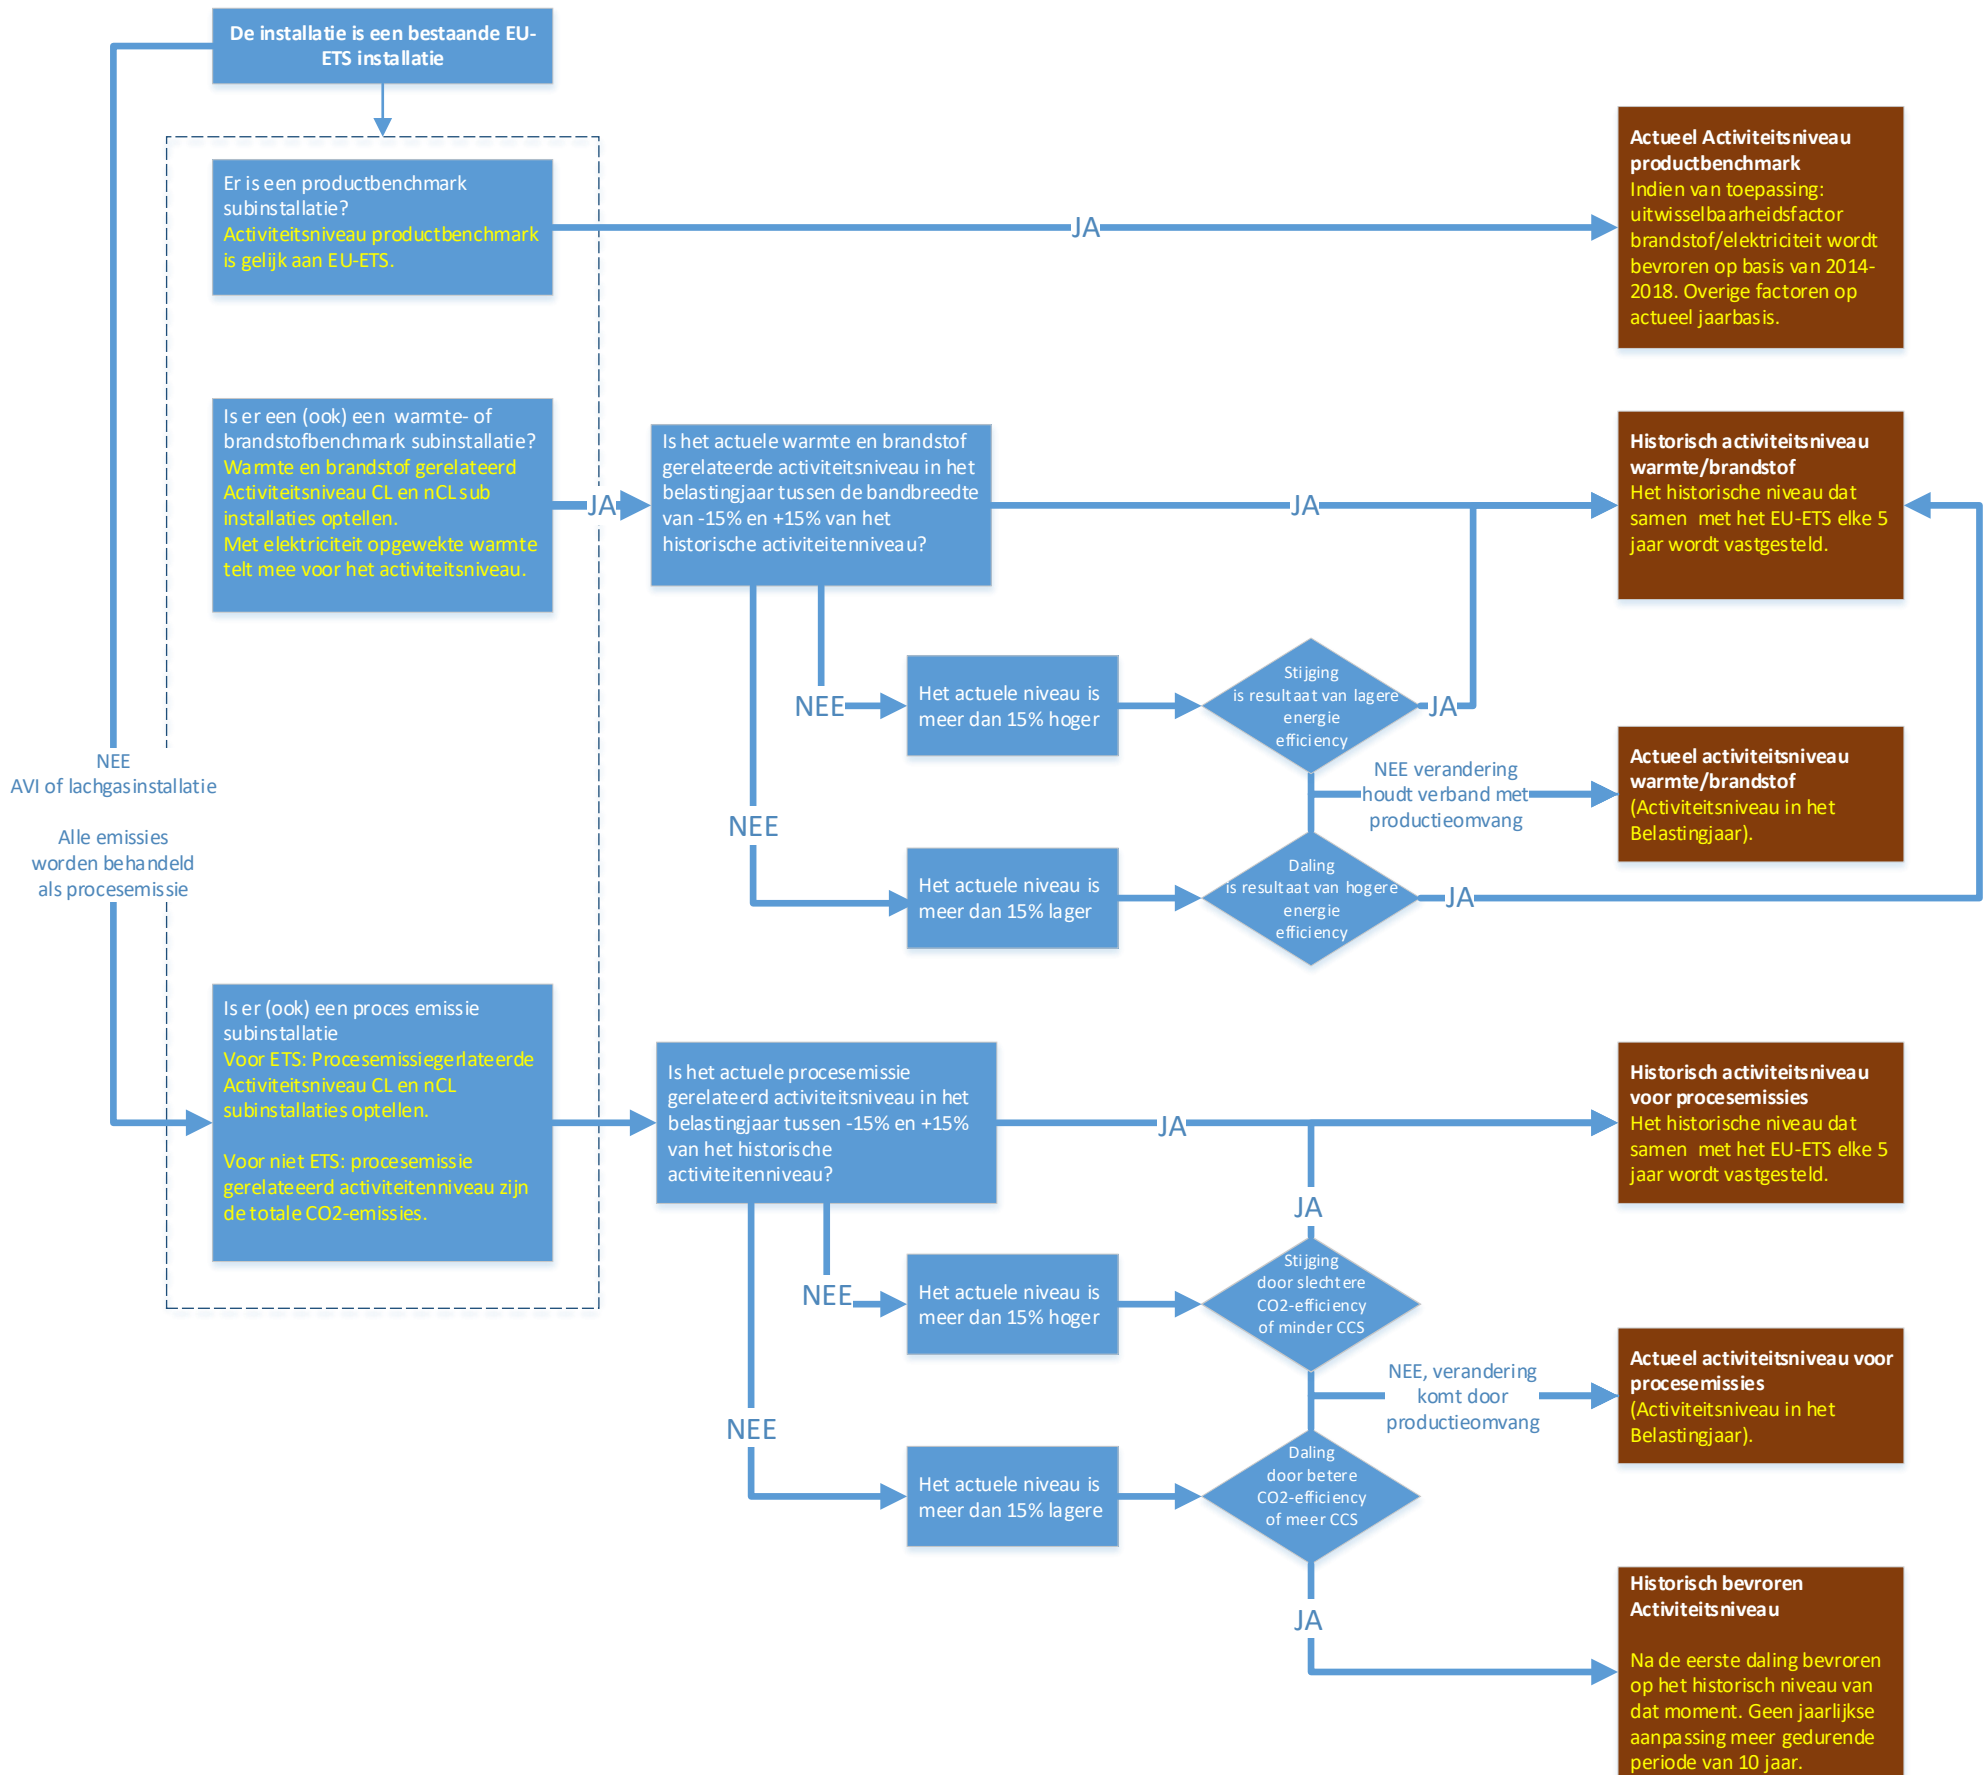 De installatie is een bestaande EU-
ETS installatie
Er is een productbenchmark
subinstallatie?
Activiteitsniveau productbenchmark
is gelijk aan EU-ETS.
JA
Actueel Activiteitsniveau
productbenchmark
Indien van toepassing:
uitwisselbaarheidsfactor
brandstof/elektriciteit wordt
bevroren op basis van 2014-
2018. Overige factoren op
actueel jaarbasis.
Is er een (ook) een warmte- of
brandstofbenchmark subinstallatie?
Warmte en brandstof gerelateerd
Activiteitsniveau CL en nCL sub
installaties optellen.
Met elektriciteit opgewekte warmte
telt mee voor het activiteitsniveau.
JA
Is het actuele warmte en brandstof
gerelateerde activiteitsniveau in het
belastingjaar tussen de bandbreedte
van -15% en +15% van het
historische activiteitenniveau?
JA
Historisch activiteitsniveau
warmte/brandstof
Het historische niveau dat
samen met het EU-ETS elke 5
jaar wordt vastgesteld.
NEE
Het actuele niveau is
meer dan 15% hoger
Stijging
is resultaat van lagere
energie
efficiency
JA
NEE
AVI of lachgasinstallatie
Alle emissies
worden behandeld
als procesemissie
NEE verandering
houdt verband met
productieomvang
Actueel activiteitsniveau
warmte/brandstof
(Activiteitsniveau in het
Belastingjaar).
NEE
Het actuele niveau is
meer dan 15% lager
Daling
is resultaat van hogere
energie
efficiency
JA
Is er (ook) een proces emissie
subinstallatie
Voor ETS: Procesemissiegerlateerde
Activiteitsniveau CL en nCL
subinstallaties optellen.
Voor niet ETS: procesemissie
gerelateeerd activiteitenniveau zijn
de totale CO2-emissies.
Is het actuele procesemissie
gerelateerd activiteitsniveau in het
belastingjaar tussen -15% en +15%
van het historische
activiteitenniveau?
JA
Historisch activiteitsniveau
voor procesemissies
Het historische niveau dat
samen met het EU-ETS elke 5
jaar wordt vastgesteld.
JA
NEE
Het actuele niveau is
meer dan 15% hoger
Stijging
door slechtere
CO2-efficiency
of minder CCS
NEE, verandering
komt door
productieomvang
Actueel activiteitsniveau voor
procesemissies
(Activiteitsniveau in het
Belastingjaar).
NEE
Het actuele niveau is
meer dan 15% lagere
Daling
door betere
CO2-efficiency
of meer CCS
JA
Historisch bevroren
Activiteitsniveau
Na de eerste daling bevroren
op het historisch niveau van
dat moment. Geen jaarlijkse
aanpassing meer gedurende
periode van 10 jaar.